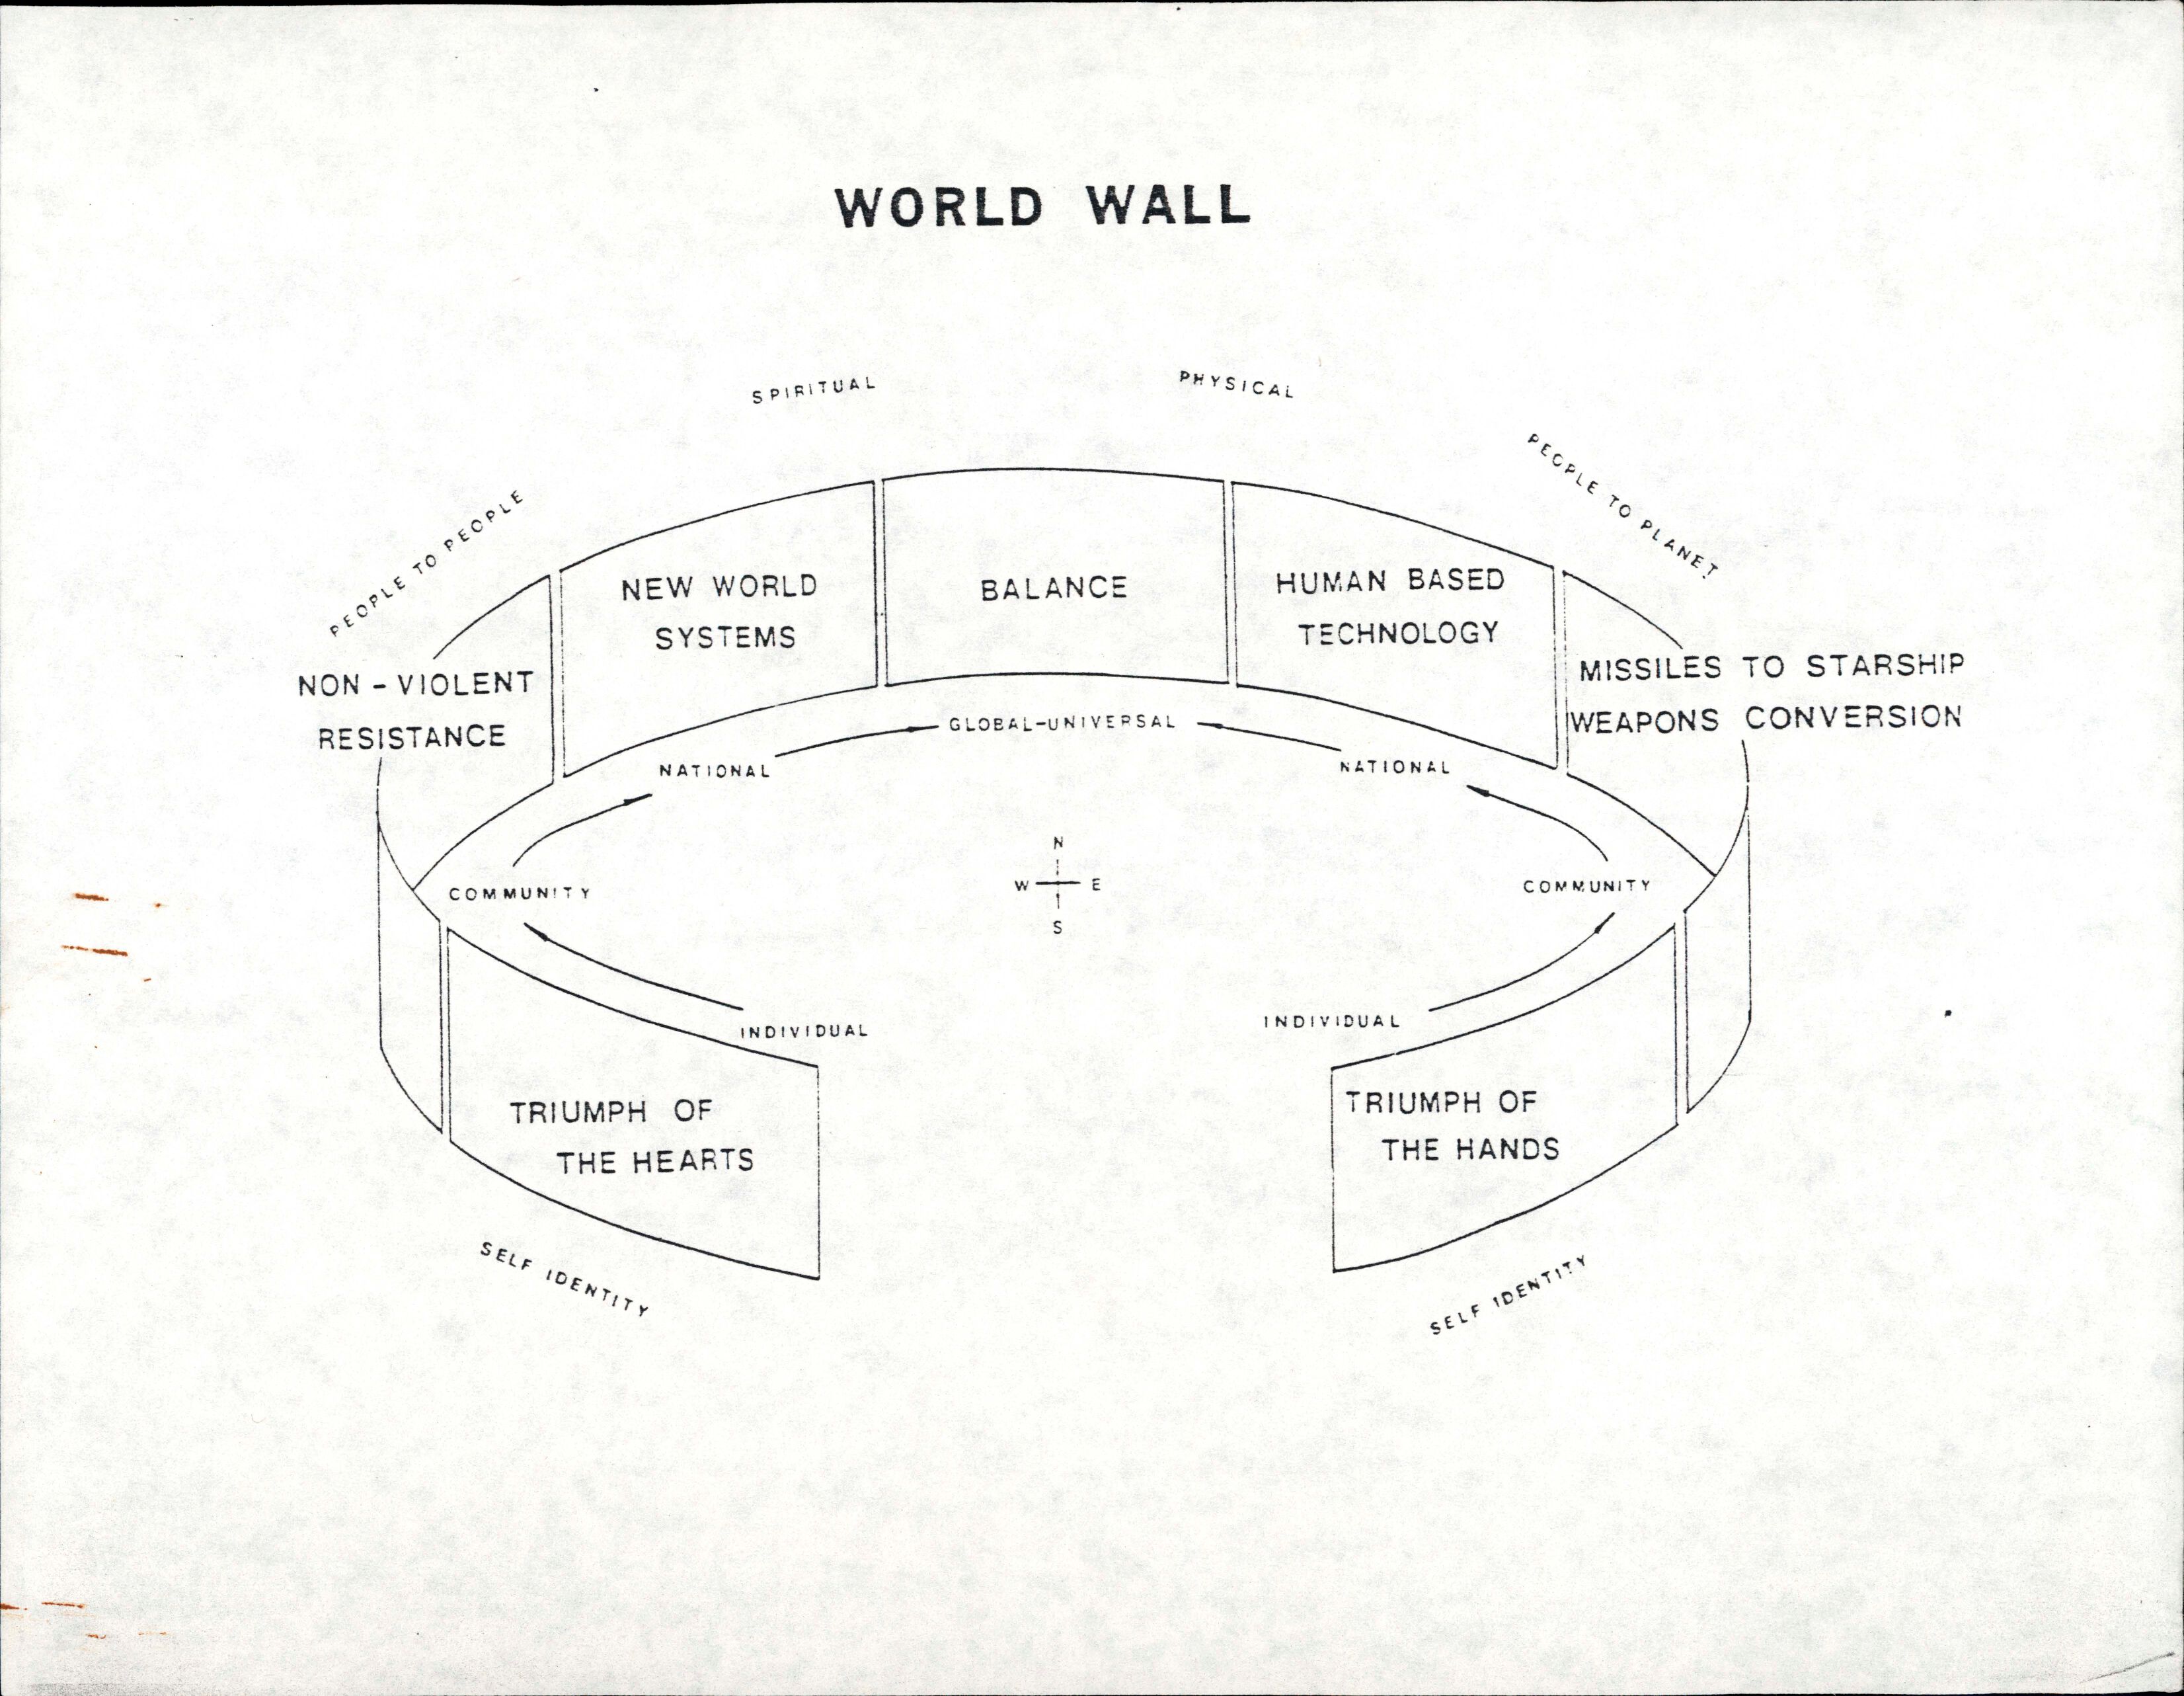 WORLD WALL
SPIRITUAL
PHYSICAL
PEOPLE TO PEOPLE
PEOPLE TO PLANET
NEW WORLD
SYSTEMS
BALANCE
HUMAN BASED
TECHNOLOGY
NON-VIOLENT
RESISTANCE
MISSILES TO STARSHIP
WEAPONS CONVERSION
GLOBAL-UNIVERSAL
NATIONAL
NATIONAL
COMMUNITY
COMMUNITY
N
W E
S
INDIVIDUAL
INDIVIDUAL
TRIUMPH OF
THE HEARTS
TRIUMPH OF
THE HANDS
SELF IDENTITY
SELF IDENTITY